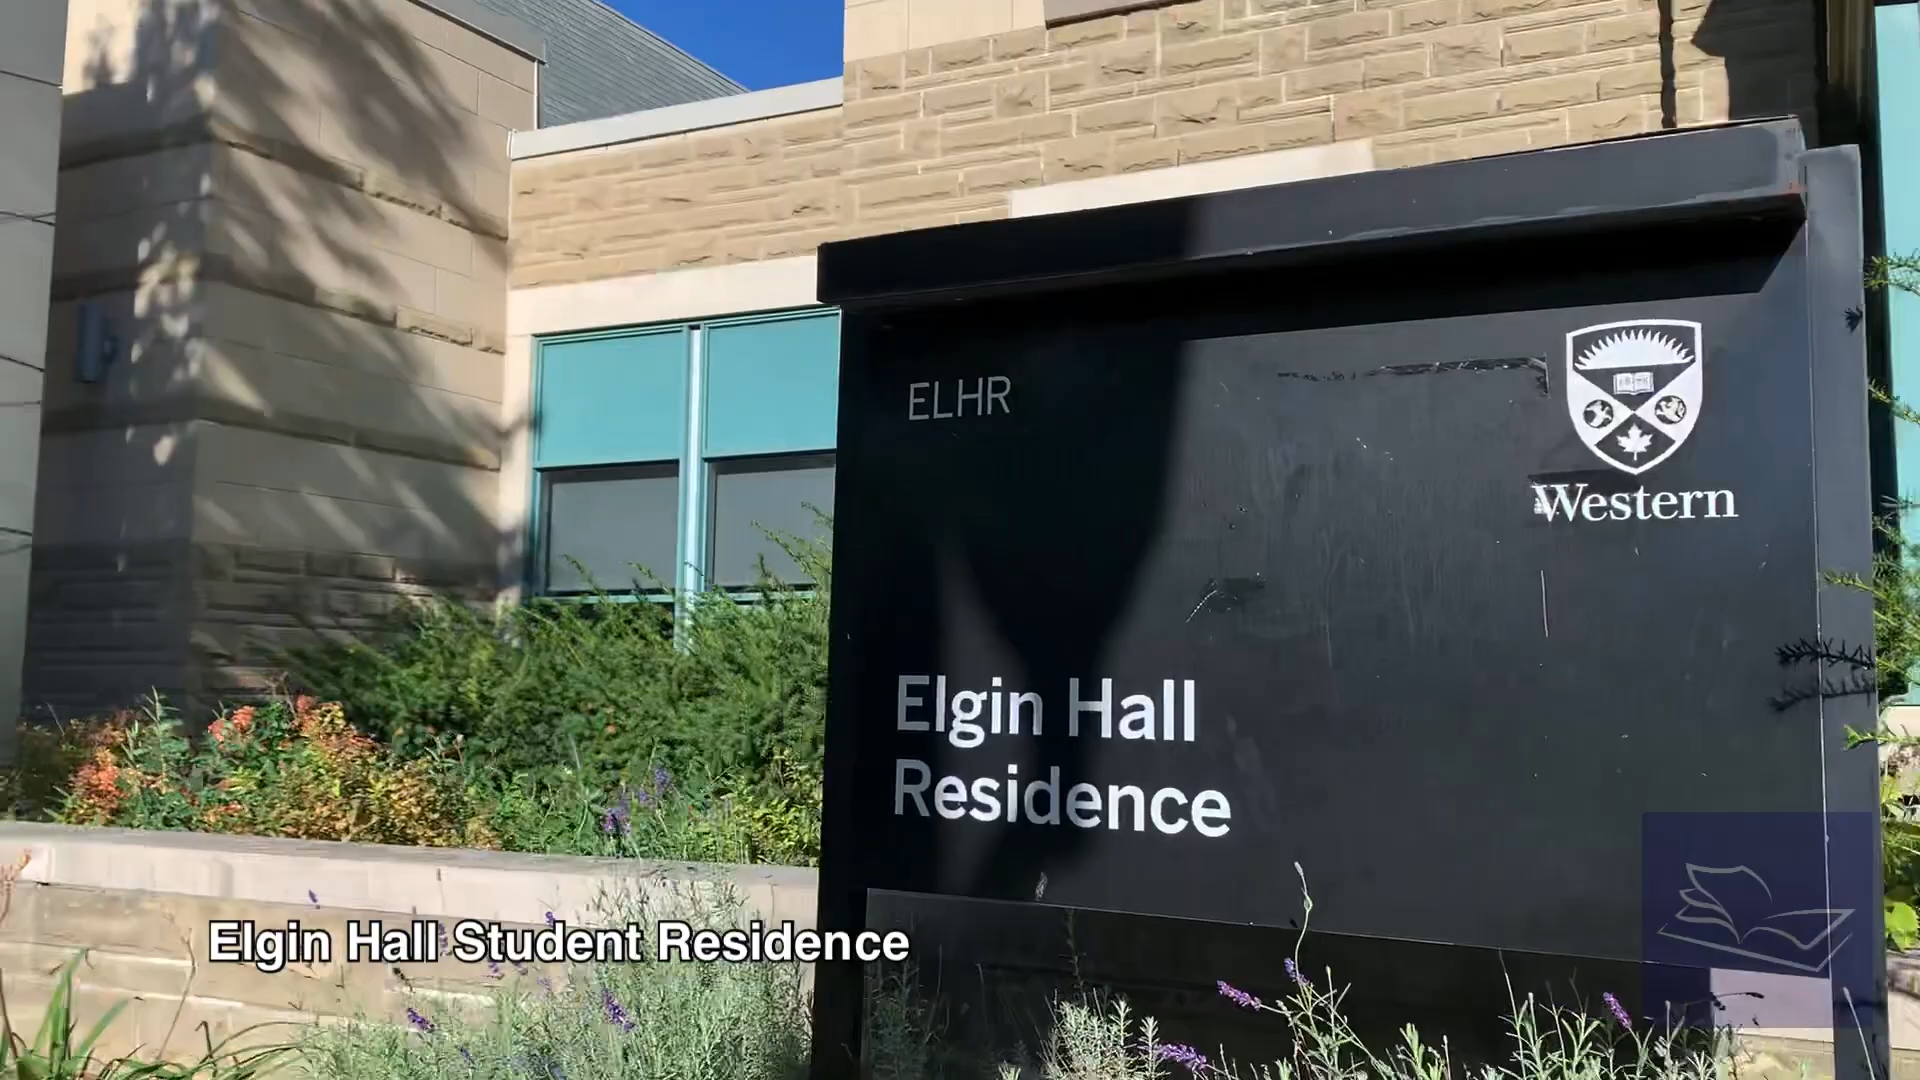 ELHR
Western
Elgin Hall
Residence
Elgin Hall Student Residence